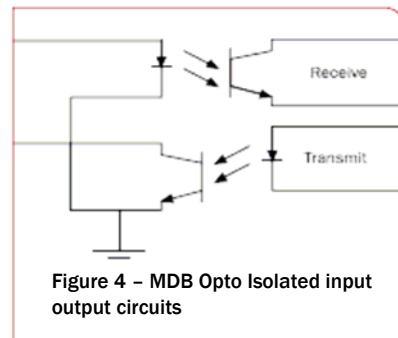 Receive
Transmit
Figure 4 – MDB Opto Isolated input
output circuits